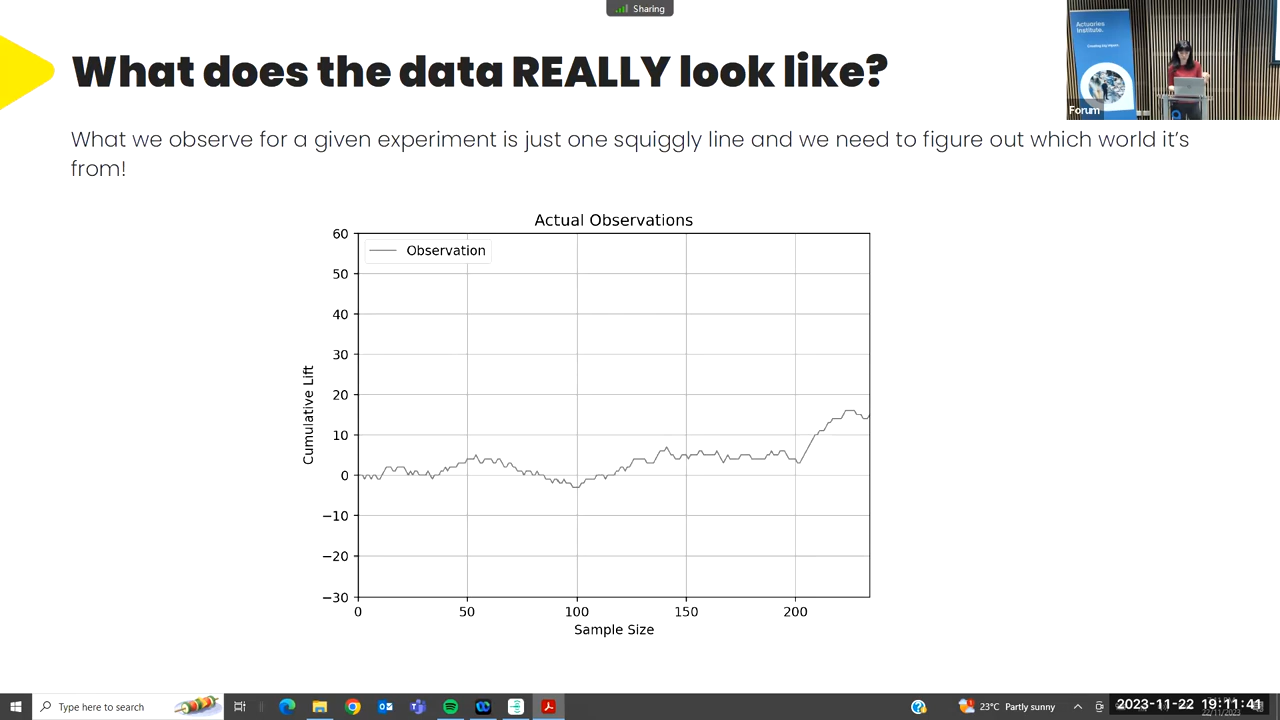 Sharing
Actuaries
Institute.
Forum
What does the data REALLY look like?
What we observe for a given experiment is just one squiggly line and we need to figure out which world it's
from!
Actual Observations
Observation
60
50
40
30
20
10
0
−10
−20
−30
Cumulative Lift
0 50 100 150 200
Sample Size
Type here to search
23°C Partly sunny
2023-11-22 19:11:41